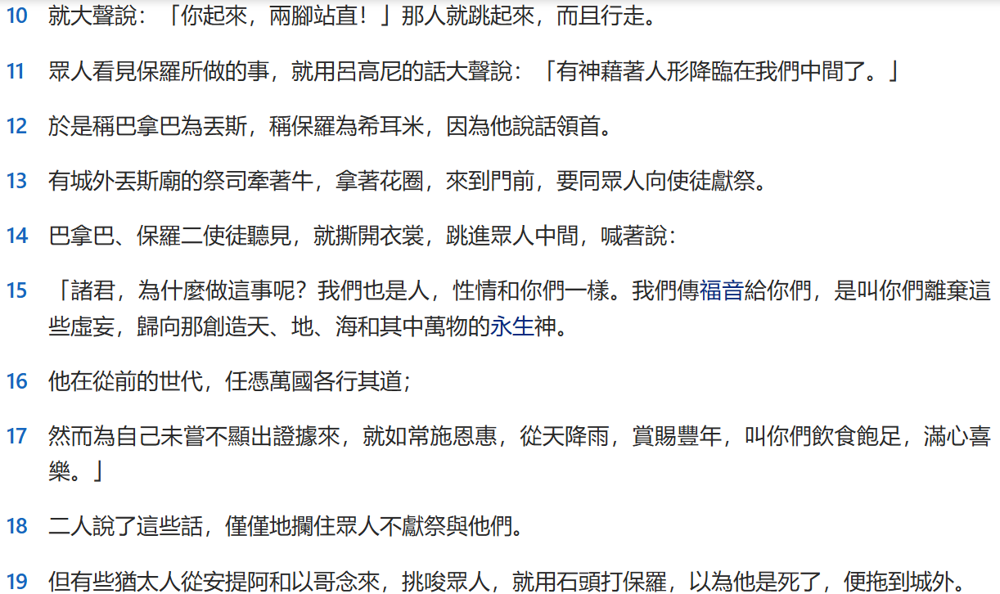 10 就大聲說：「你起來，兩腳站直！」那人就跳起來，而且行走。
11 眾人看見保羅所做的事，就用呂高尼的話大聲說：「有神藉著人形降臨在我們中間了。」
12 於是稱巴拿巴為丟斯，稱保羅為希耳米，因為他說話領首。
13 有城外丟斯廟的祭司牽著牛，拿著花圈，來到門前，要同眾人向使徒獻祭。
14 巴拿巴、保羅二使徒聽見，就撕開衣裳，跳進眾人中間，喊著說：
15 「諸君，為什麼做這事呢？我們也是人，性情和你們一樣。我們傳福音給你們，是叫你們離棄這
些虛妄，歸向那創造天、地、海和其中萬物的永生神。
16 他在從前的世代，任憑萬國各行其道；
17 然而為自己未嘗不顯出證據來，就如常施恩惠，從天降雨，賞賜豐年，叫你們飲食飽足，滿心喜
樂。」
18 二人說了這些話，僅僅地攔住眾人不獻祭與他們。
19 但有些猶太人從安提阿和以哥念來，挑唆眾人，就用石頭打保羅，以為他是死了，便拖到城外。